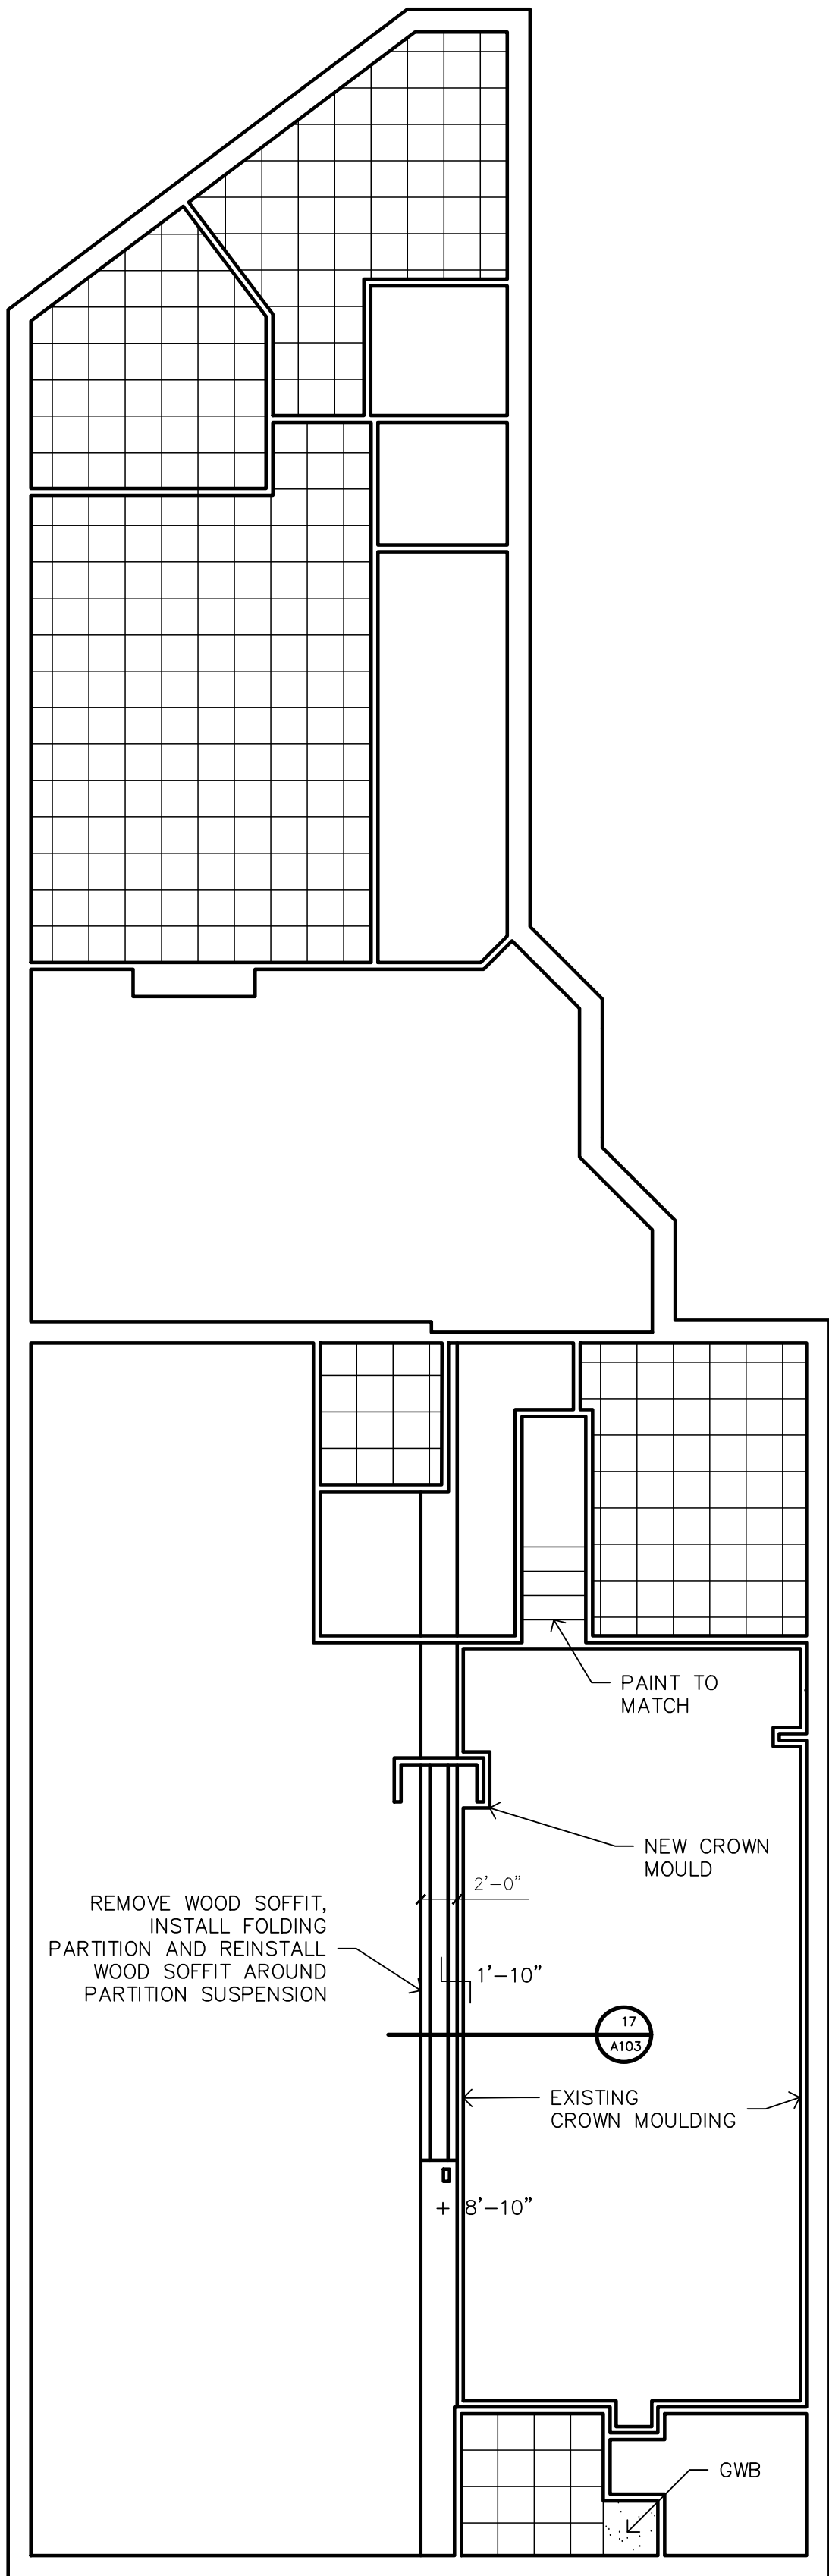 PAINT TO
MATCH
NEW CROWN
MOULD
2'-0"
REMOVE WOOD SOFFIT,
INSTALL FOLDING
PARTITION AND REINSTALL
WOOD SOFFIT AROUND
PARTITION SUSPENSION
1'-10"
17
A103
EXISTING
CROWN MOULDING
+ 8'-10"
GWB